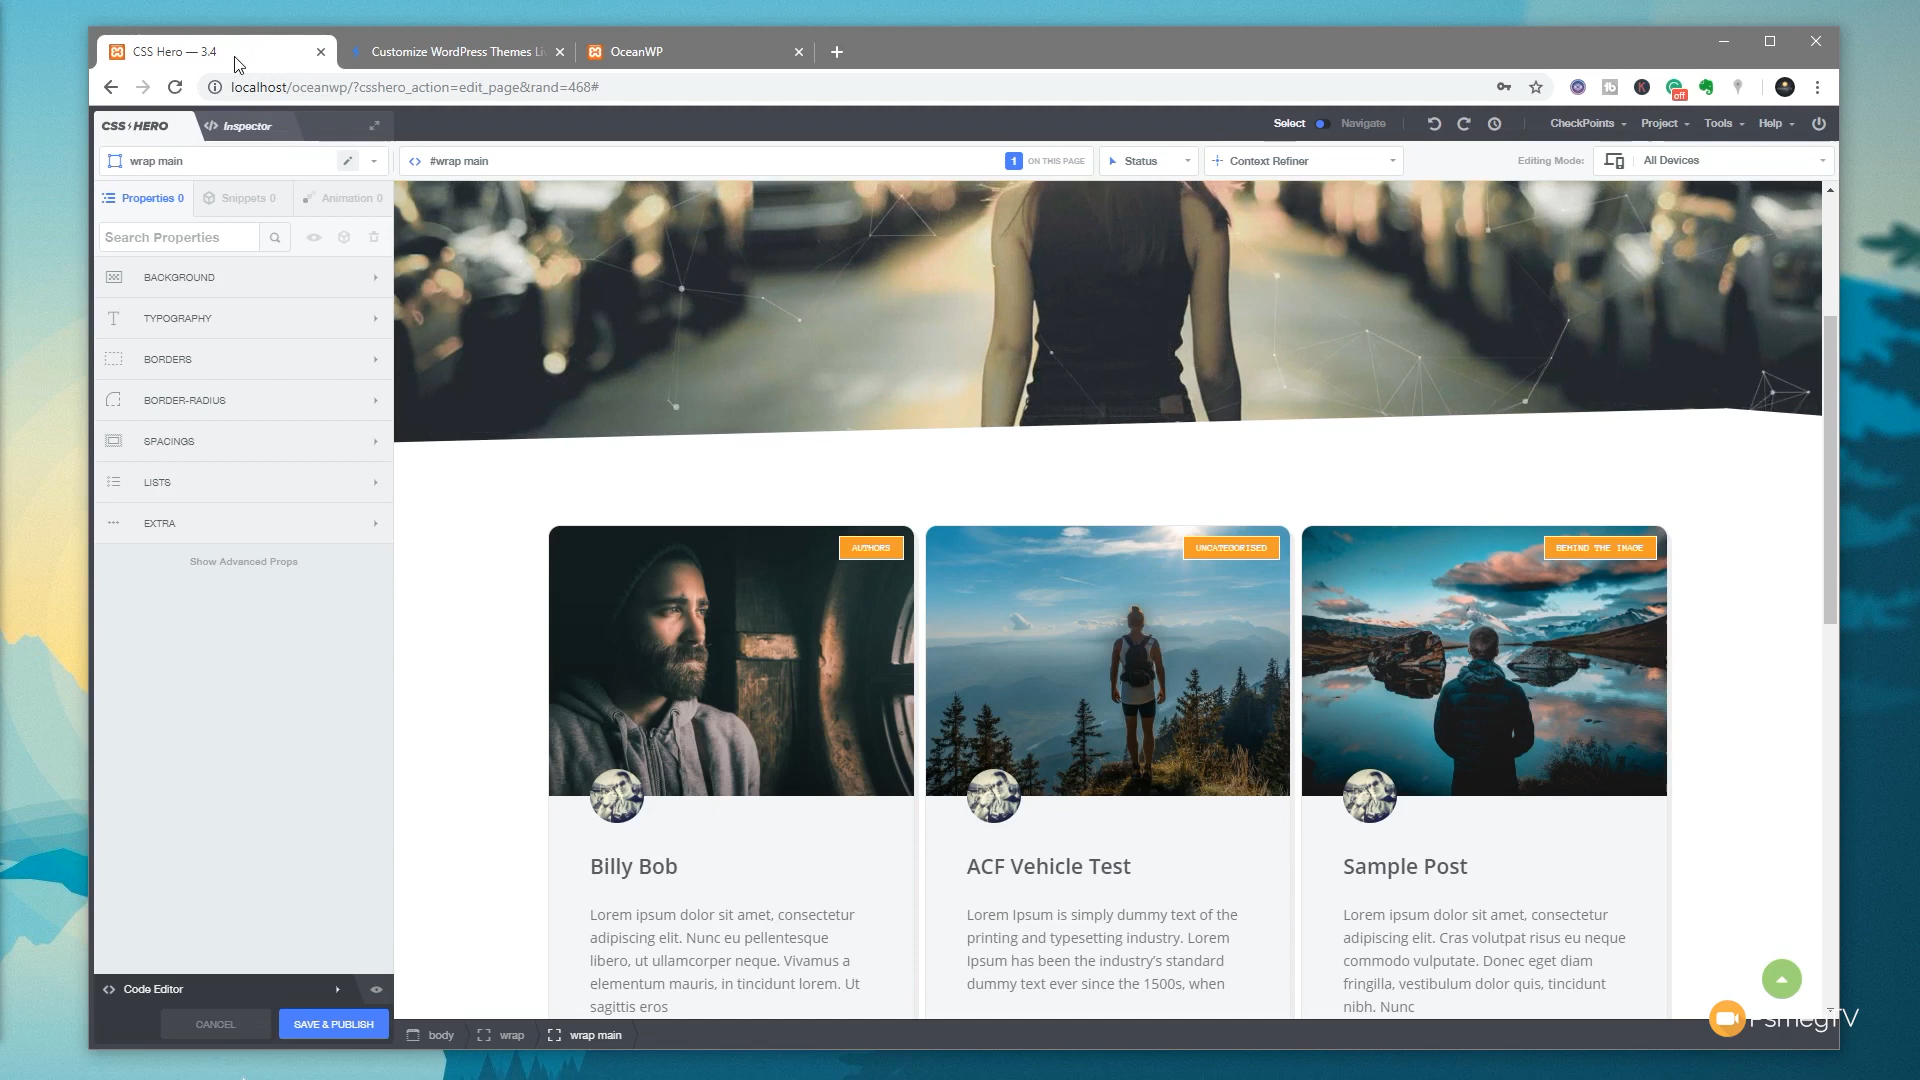 CSS Hero — 3.4
Customize WordPress Themes Li
OceanWP
localhost/oceanwp/?csshero_action=edit_page&rand=468#
off
CSS HERO
Inspector
Select
Navigate
CheckPoints
Project
Tools
Help
wrap main
#wrap main
1 ON THIS PAGE
Status
Context Refiner
Editing Mode:
All Devices
Properties 0
Snippets 0
Animation 0
Search Properties
BACKGROUND
TYPOGRAPHY
BORDERS
BORDER-RADIUS
SPACINGS
LISTS
EXTRA
Show Advanced Props
AUTHORS
UNCATEGORISED
BEHIND THE IMAGE
Billy Bob
Lorem ipsum dolor sit amet, consectetur
adipiscing elit. Nunc eu pellentesque
libero, ut ullamcorper neque. Vivamus a
elementum mauris, in tincidunt lorem. Ut
sagittis eros
ACF Vehicle Test
Lorem Ipsum is simply dummy text of the
printing and typesetting industry. Lorem
Ipsum has been the industry's standard
dummy text ever since the 1500s, when
Sample Post
Lorem ipsum dolor sit amet, consectetur
adipiscing elit. Cras volutpat risus eu neque
commodo vulputate. Donec eget diam
fringilla, vestibulum dolor quis, tincidunt
nibh. Nunc
Code Editor
CANCEL
SAVE & PUBLISH
body
wrap
wrap main